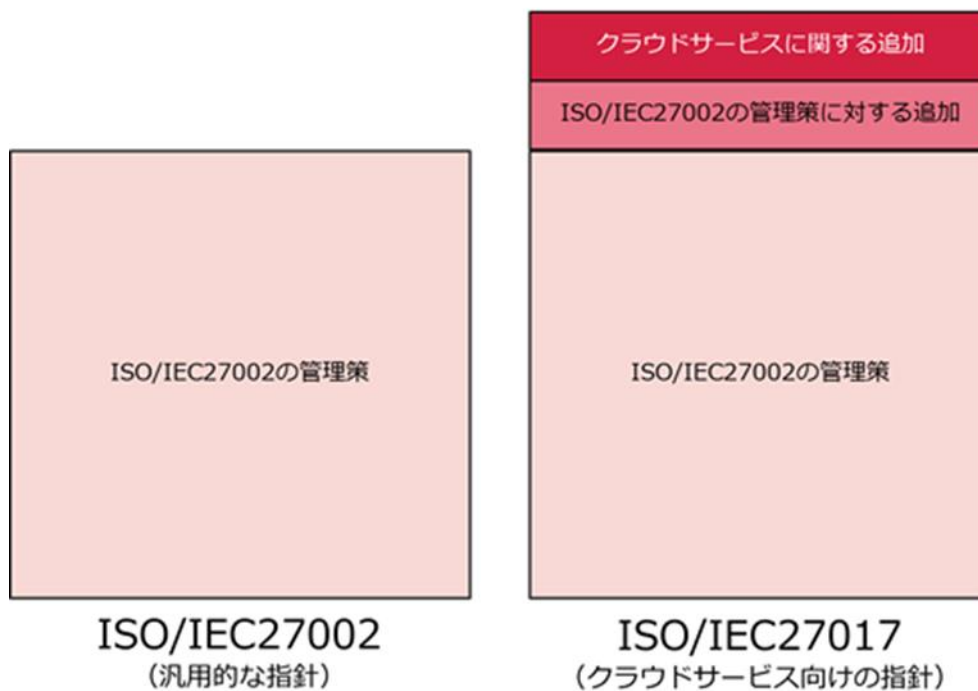 クラウドサービスに関する追加
ISO/IEC27002の管理策に対する追加
ISO/IEC27002の管理策
ISO/IEC27002の管理策
ISO/IEC27002
（汎用的な指針）
ISO/IEC27017
（クラウドサービス向けの指針）